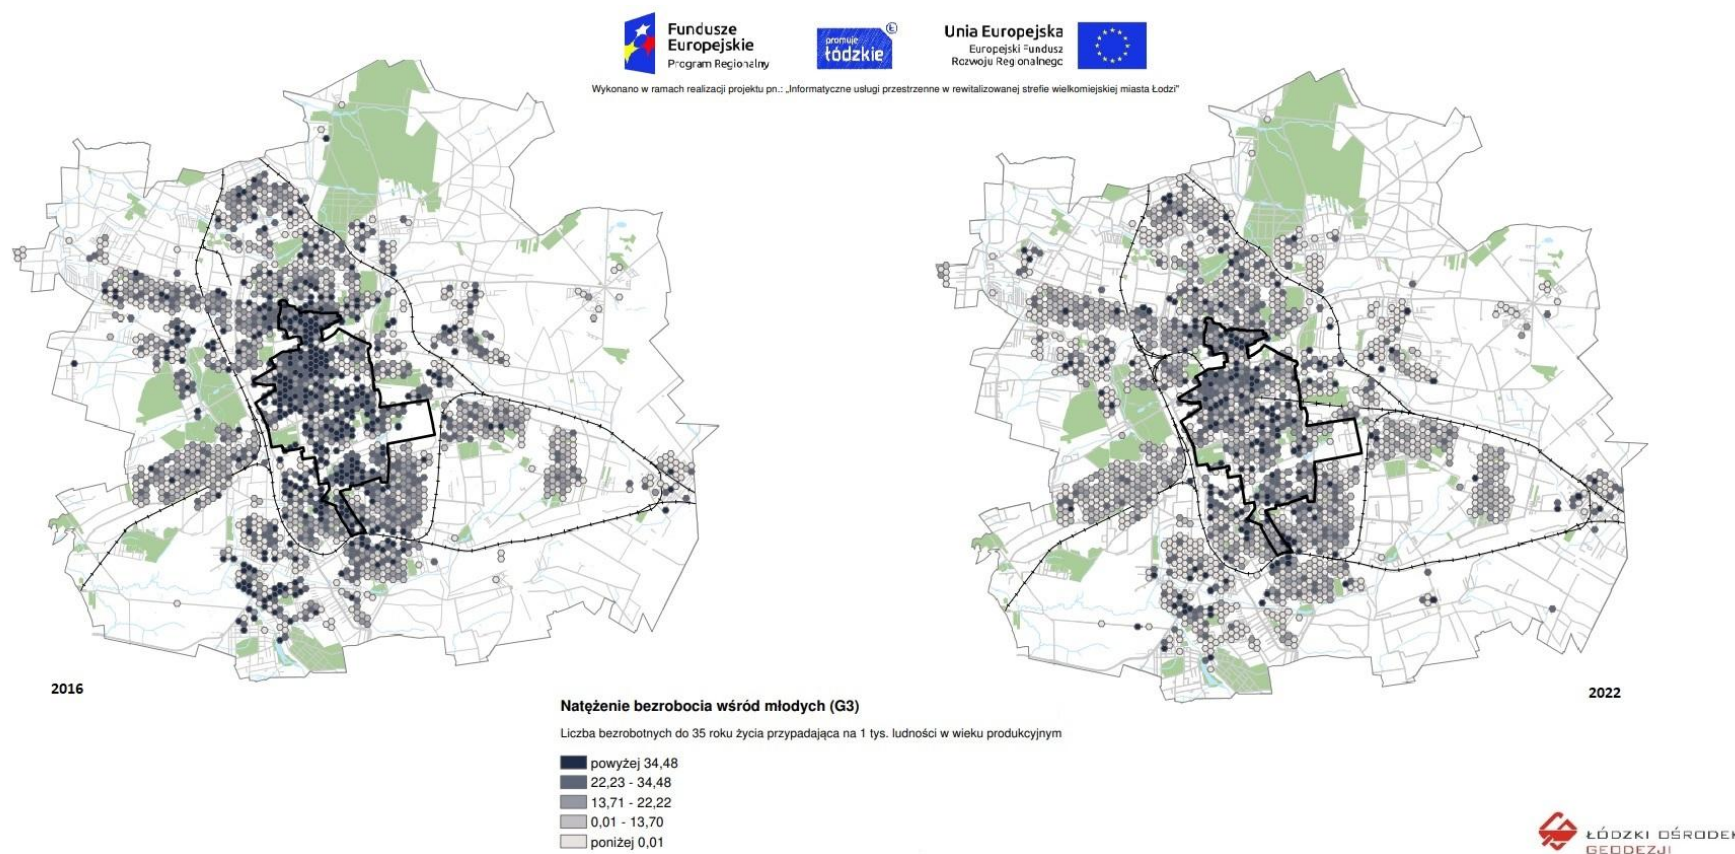 Fundusze
Europejskie
Program Regionalny
promuje
łódzkie
Unia Europejska
Europejski Fundusz
Rozwoju Regionalnego
Wykonano w ramach realizacji projektu pn.: „Informatyczne usługi przestrzenne w rewitalizowanej strefie wielkomiejskiej miasta Łodzi"
2016
2022
Natężenie bezrobocia wśród młodych (G3)
Liczba bezrobotnych do 35 roku życia przypadająca na 1 tys. ludności w wieku produkcyjnym
powyżej 34,48
22,23 - 34,48
13,71 - 22,22
0,01 - 13,70
poniżej 0,01
ŁÓDZKI OŚRODEK
GEODEZJI